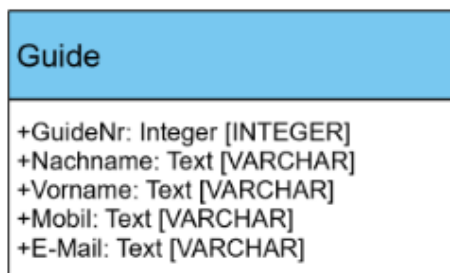 Guide
+GuideNr: Integer [INTEGER]
+Nachname: Text [VARCHAR]
+Vorname: Text [VARCHAR]
+Mobil: Text [VARCHAR]
+E-Mail: Text [VARCHAR]